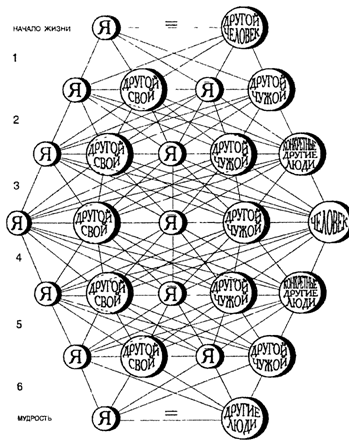 НАЧАЛО ЖИЗНИ
Я
=
ДРУГОЙ
ЧЕЛОВЕК
1
Я
ДРУГОЙ
СВОЙ
Я
ДРУГОЙ
ЧУЖОЙ
2
Я
ДРУГОЙ
СВОЙ
Я
ДРУГОЙ
ЧУЖОЙ
КОНКРЕТНЫЕ
ДРУГИЕ
ЛЮДИ
3
Я
ДРУГОЙ
СВОЙ
Я
ДРУГОЙ
ЧУЖОЙ
ЧЕЛОВЕК
4
Я
ДРУГОЙ
СВОЙ
Я
ДРУГОЙ
ЧУЖОЙ
КОНКРЕТНЫЕ
ДРУГИЕ
ЛЮДИ
5
Я
ДРУГОЙ
СВОЙ
Я
ДРУГОЙ
ЧУЖОЙ
6
МУДРОСТЬ
Я
=
ДРУГИЕ
ЛЮДИ